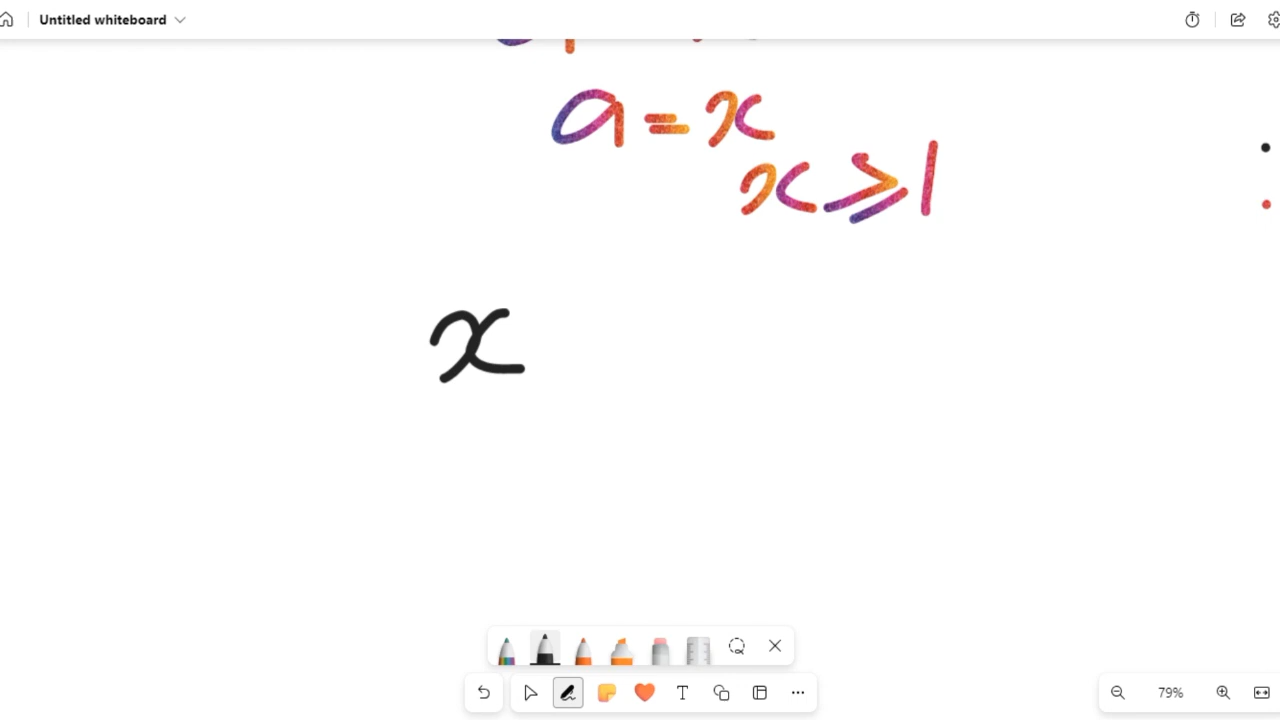 Untitled whiteboard
a = x
x ≥ 1
x
79%